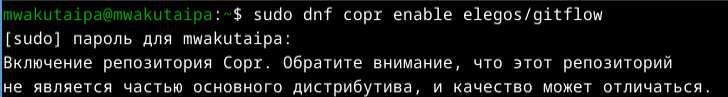 mwakutaipa@mwakutaipa:~$ sudo dnf copr enable elegos/gitflow
[sudo] пароль для mwakutaipa:
Включение репозитория Copr. Обратите внимание, что этот репозиторий
не является частью основного дистрибутива, и качество может отличаться.